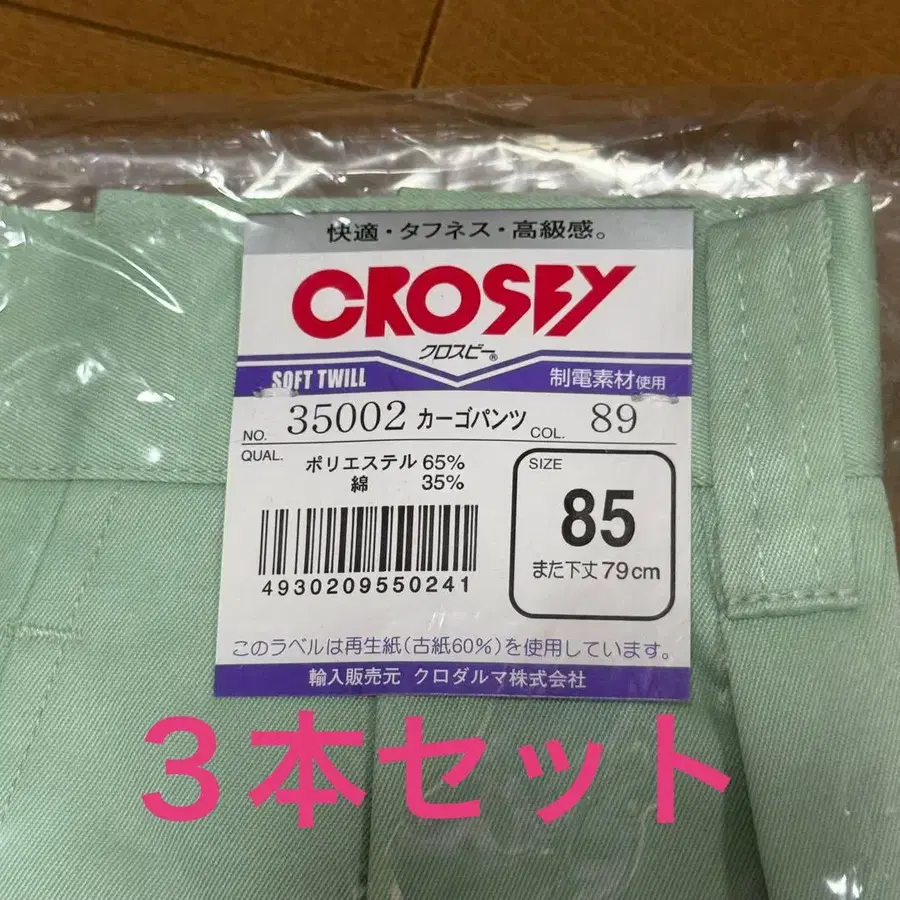 快適・タフネス・高級感。
CROSBY
クロスビー®
SOFT TWILL 制電素材使用
NO. 35002 カーゴパンツ COL. 89
QUAL. ポリエステル 65%
綿 35%
SIZE
85
また下丈79cm
4930209550241
このラベルは再生紙(古紙60%)を使用しています。
輸入販売元 クロダルマ株式会社
3本セット